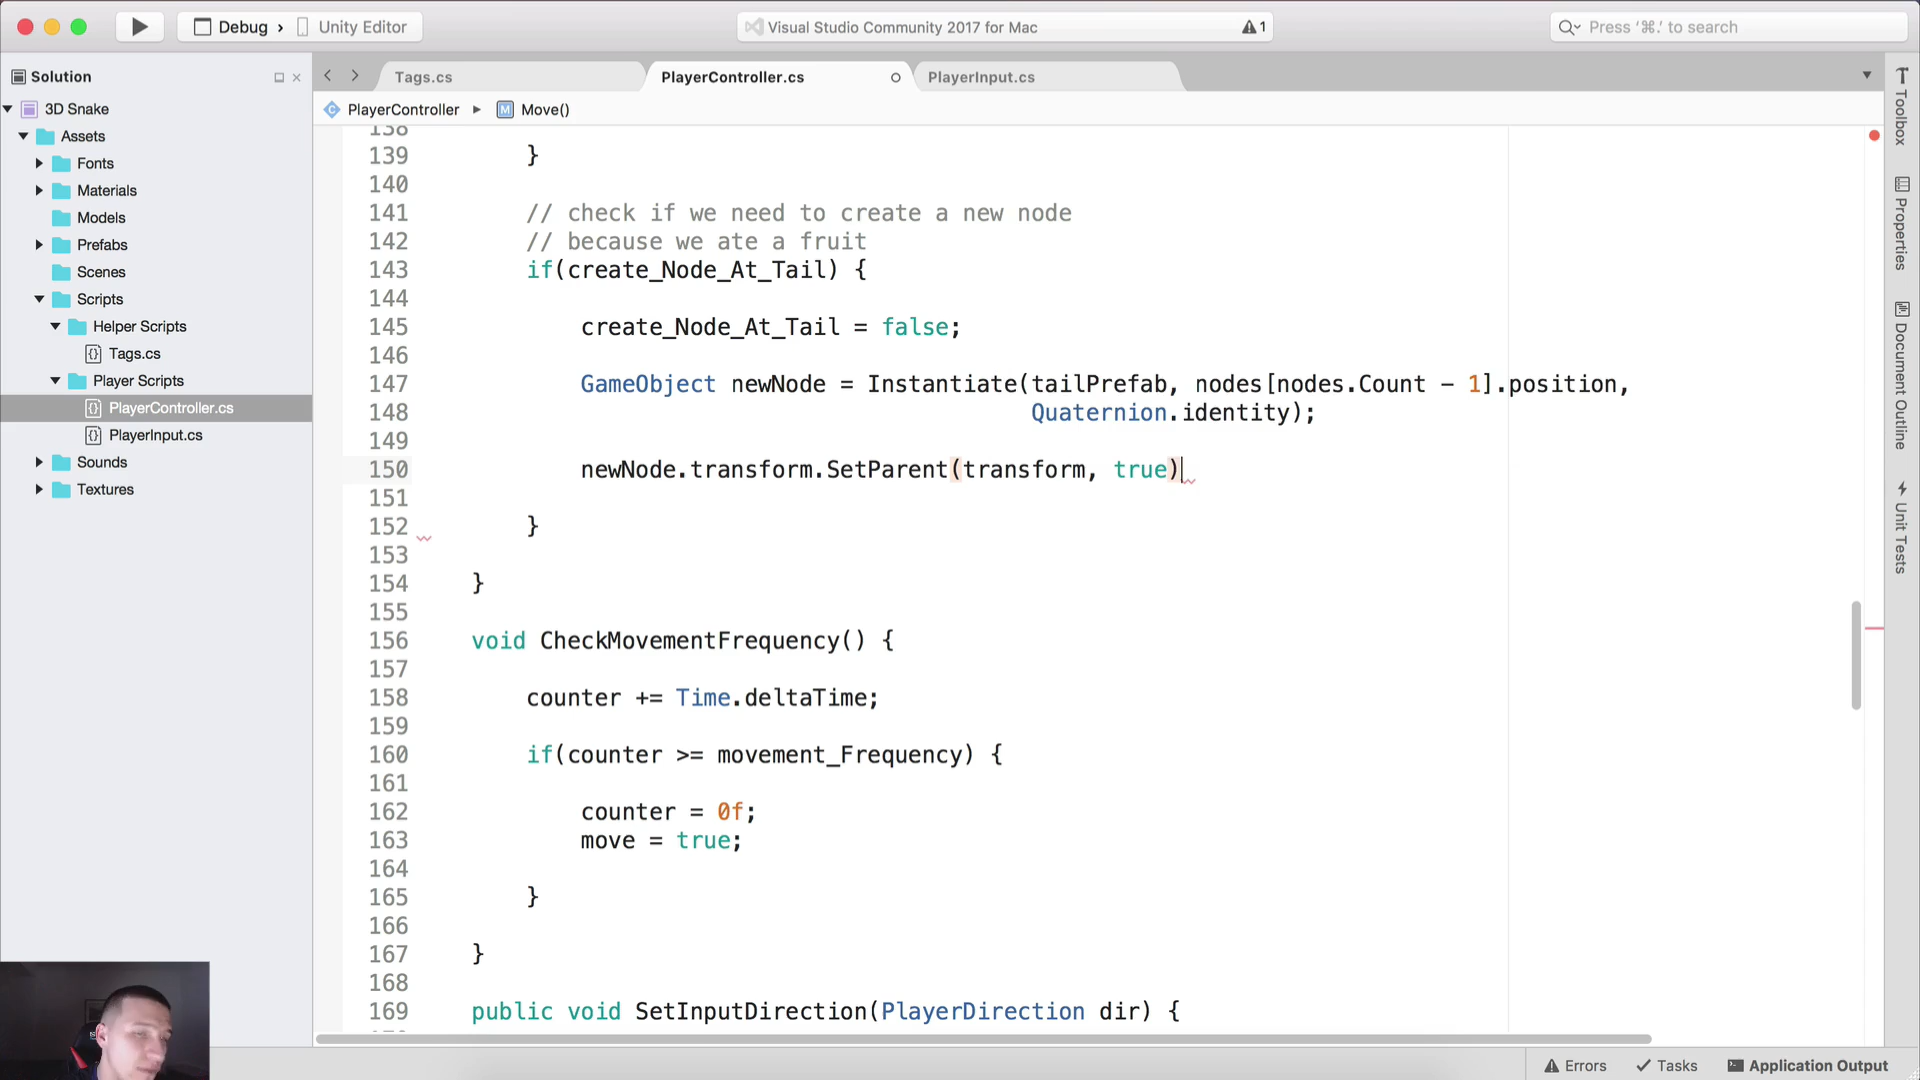 Debug › Unity Editor
Visual Studio Community 2017 for Mac
1
Press '⌘.' to search
Solution
Tags.cs
PlayerController.cs
PlayerInput.cs
PlayerController ▸ Move()
3D Snake
Assets
Fonts
Materials
Models
Prefabs
Scenes
Scripts
Helper Scripts
Tags.cs
Player Scripts
PlayerController.cs
PlayerInput.cs
Sounds
Textures
138
139 }
140
141 // check if we need to create a new node
142 // because we ate a fruit
143 if(create_Node_At_Tail) {
144
145 create_Node_At_Tail = false;
146
147 GameObject newNode = Instantiate(tailPrefab, nodes[nodes.Count - 1].position,
148 Quaternion.identity);
149
150 newNode.transform.SetParent(transform, true)
151
152 }
153
154 }
155
156 void CheckMovementFrequency() {
157
158 counter += Time.deltaTime;
159
160 if(counter >= movement_Frequency) {
161
162 counter = 0f;
163 move = true;
164
165 }
166
167 }
168
169 public void SetInputDirection(PlayerDirection dir) {
Toolbox
Properties
Document Outline
Unit Tests
Errors
Tasks
Application Output